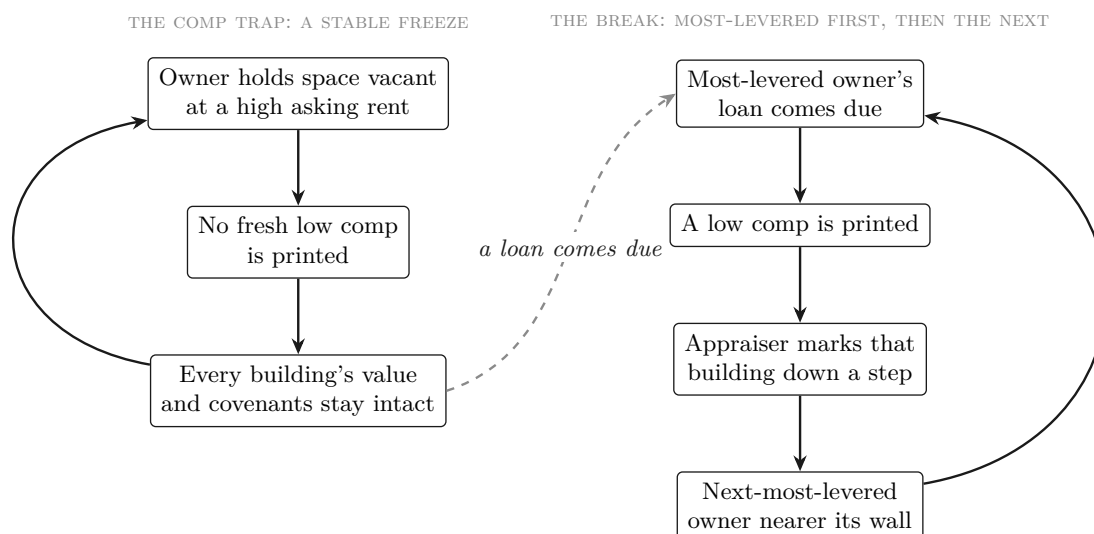 THE COMP TRAP: A STABLE FREEZE
Owner holds space vacant
at a high asking rent
No fresh low comp
is printed
Every building's value
and covenants stay intact
a loan comes due
THE BREAK: MOST-LEVERED FIRST, THEN THE NEXT
Most-levered owner's
loan comes due
A low comp is printed
Appraiser marks that
building down a step
Next-most-levered
owner nearer its wall